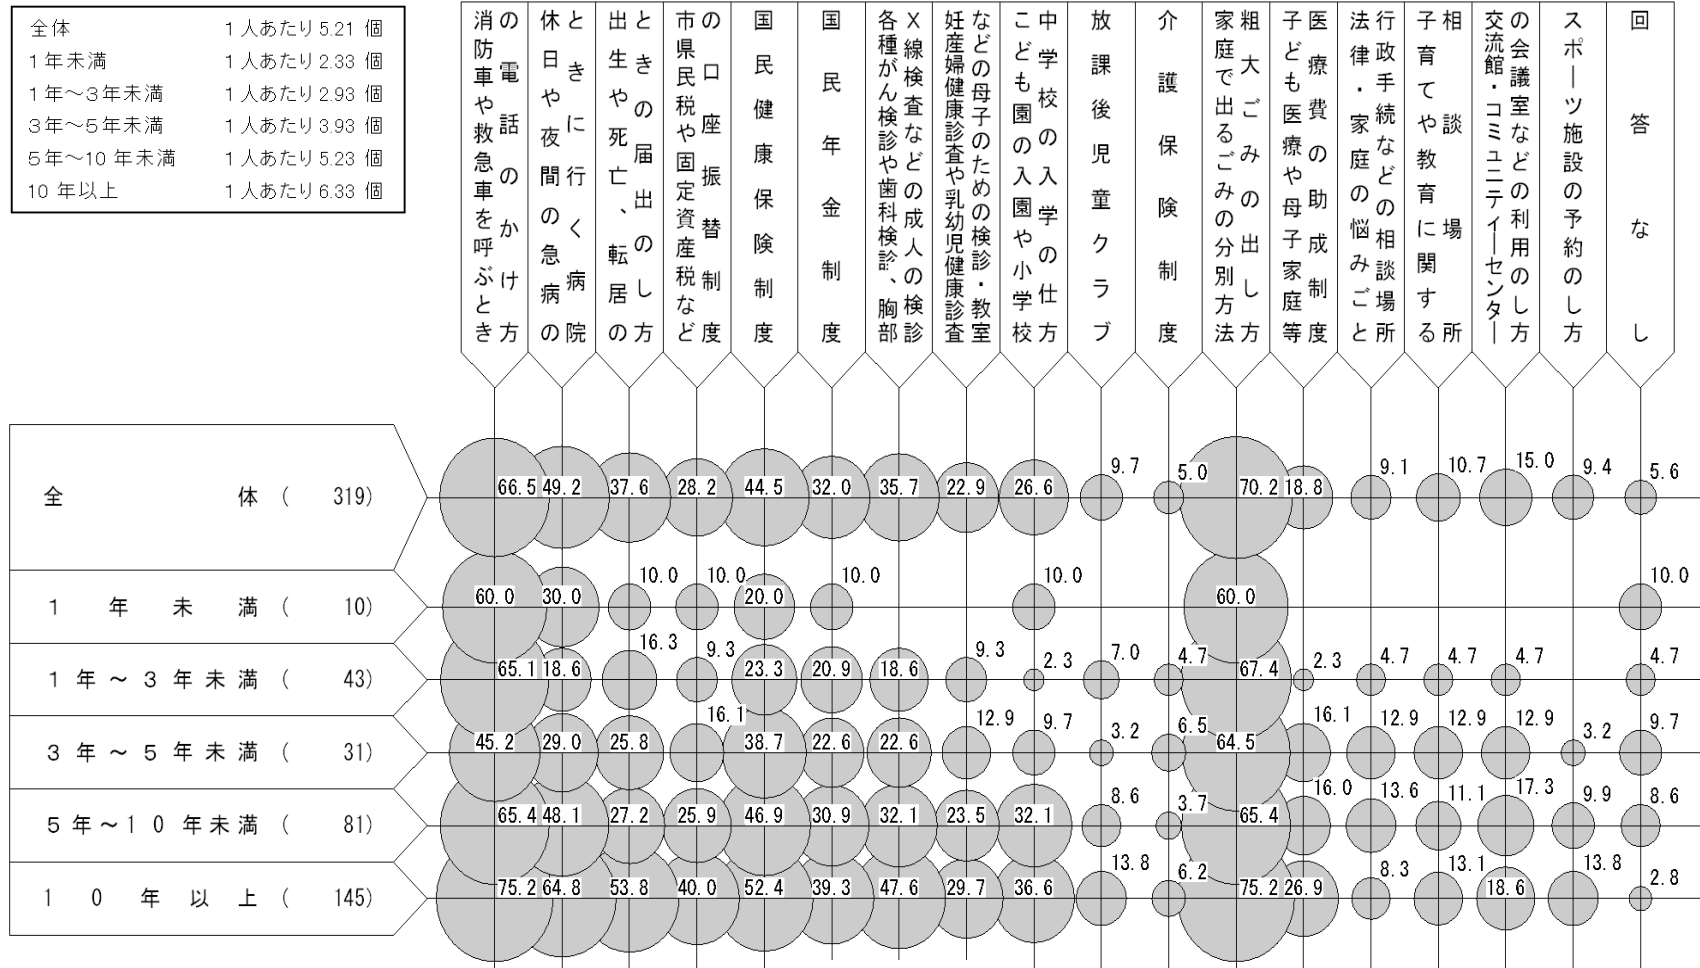 全体 1人あたり5.21 個
1年未満 1人あたり2.33 個
1年～3年未満 1人あたり2.93 個
3年～5年未満 1人あたり3.93 個
5年～10 年未満 1人あたり5.23 個
10 年以上 1人あたり6.33 個
消防車や救急車を呼ぶとき
の電話のかけ方
休日や夜間の急病の
ときに行く病院
出生や死亡、転居の
ときの届出のし方
市県民税や固定資産税など
の口座振替制度
国民健康保険制度
国民年金制度
各種がん検診や歯科検診、胸部
X線検査などの成人の検診
妊産婦健康診査や乳幼児健康診査
などの母子のための検診・教室
こども園の入園や小学校
中学校の入学の仕方
放課後児童クラブ
介護保険制度
家庭で出るごみの分別方法
粗大ごみの出し方
子ども医療や母子家庭等
医療費の助成制度
法律・家庭の悩みごと
行政手続などの相談場所
子育てや教育に関する
相談場所
交流館・コミュニティーセンター
の会議室などの利用のし方
スポーツ施設の予約のし方
回答なし
全体 ( 319) 66.5 49.2 37.6 28.2 44.5 32.0 35.7 22.9 26.6 9.7 5.0 70.2 18.8 9.1 10.7 15.0 9.4 5.6
1年未満 ( 10) 60.0 30.0 10.0 10.0 20.0 10.0 10.0 60.0 10.0
1年～3年未満 ( 43) 65.1 18.6 16.3 9.3 23.3 20.9 18.6 9.3 2.3 7.0 4.7 67.4 2.3 4.7 4.7 4.7 4.7
3年～5年未満 ( 31) 45.2 29.0 25.8 16.1 38.7 22.6 22.6 12.9 9.7 3.2 6.5 64.5 16.1 12.9 12.9 12.9 3.2 9.7
5年～10年未満 ( 81) 65.4 48.1 27.2 25.9 46.9 30.9 32.1 23.5 32.1 8.6 3.7 65.4 16.0 13.6 11.1 17.3 9.9 8.6
10年以上 ( 145) 75.2 64.8 53.8 40.0 52.4 39.3 47.6 29.7 36.6 13.8 6.2 75.2 26.9 8.3 13.1 18.6 13.8 2.8